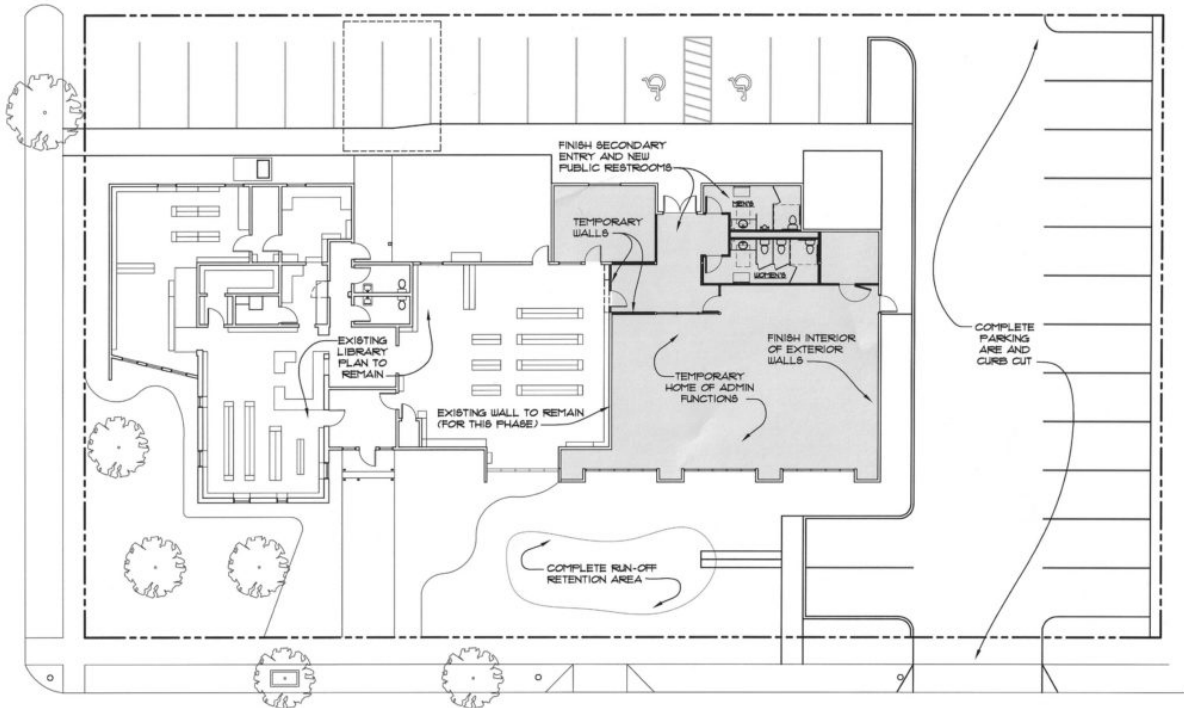 FINISH SECONDARY
ENTRY AND NEW
PUBLIC RESTROOMS
MEN'S
TEMPORARY
WALLS
WOMEN'S
EXISTING
LIBRARY
PLAN TO
REMAIN
FINISH INTERIOR
OF EXTERIOR
WALLS
COMPLETE
PARKING
ARE AND
CURB CUT
TEMPORARY
HOME OF ADMIN
FUNCTIONS
EXISTING WALL TO REMAIN
(FOR THIS PHASE)
COMPLETE RUN-OFF
RETENTION AREA